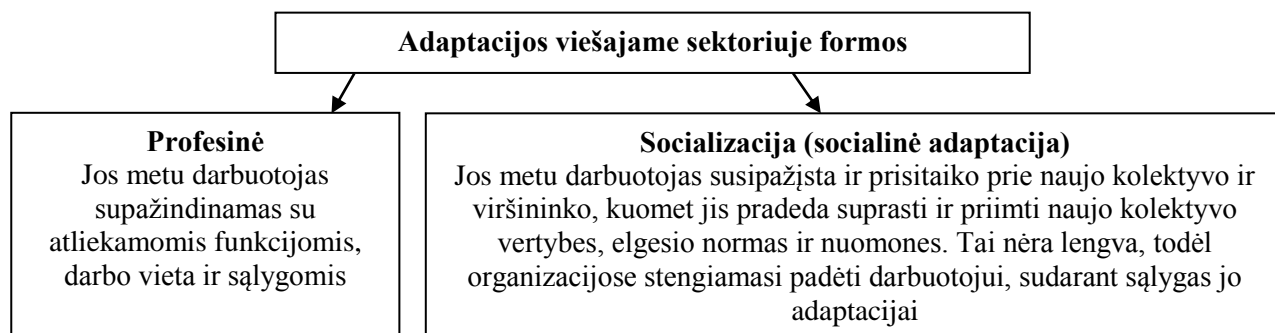 Adaptacijos viešajame sektoriuje formos
Profesinė
Jos metu darbuotojas
supažindinamas su
atliekamomis funkcijomis,
darbo vieta ir sąlygomis
Socializacija (socialinė adaptacija)
Jos metu darbuotojas susipažįsta ir prisitaiko prie naujo kolektyvo ir
viršininko, kuomet jis pradeda suprasti ir priimti naujo kolektyvo
vertybes, elgesio normas ir nuomones. Tai nėra lengva, todėl
organizacijose stengiamasi padėti darbuotojui, sudarant sąlygas jo
adaptacijai